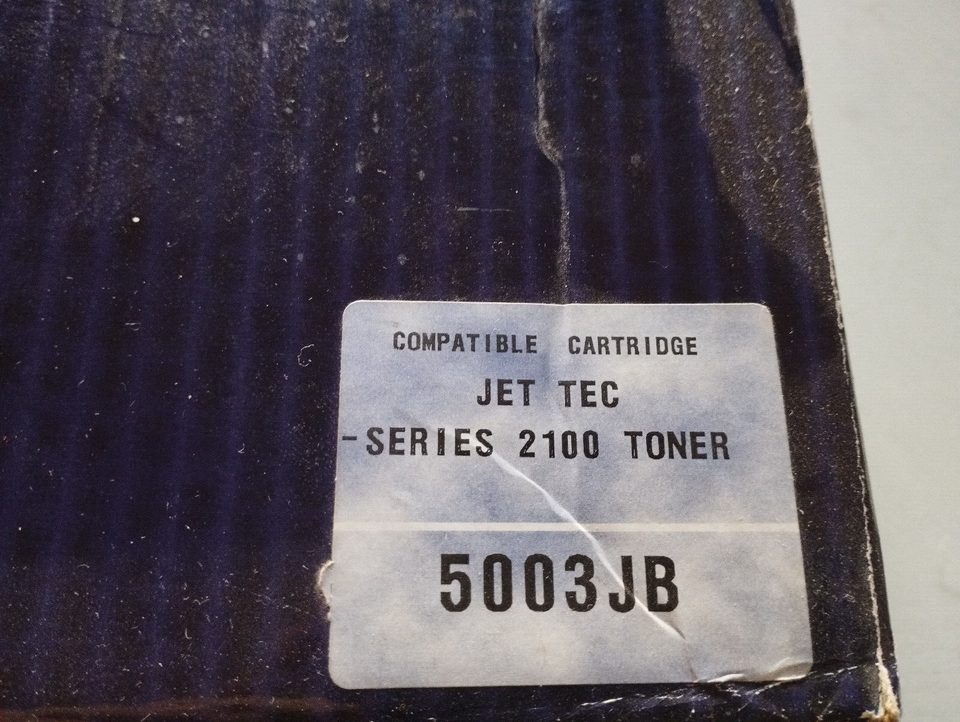 COMPATIBLE CARTRIDGE
JET TEC
-SERIES 2100 TONER
5003JB